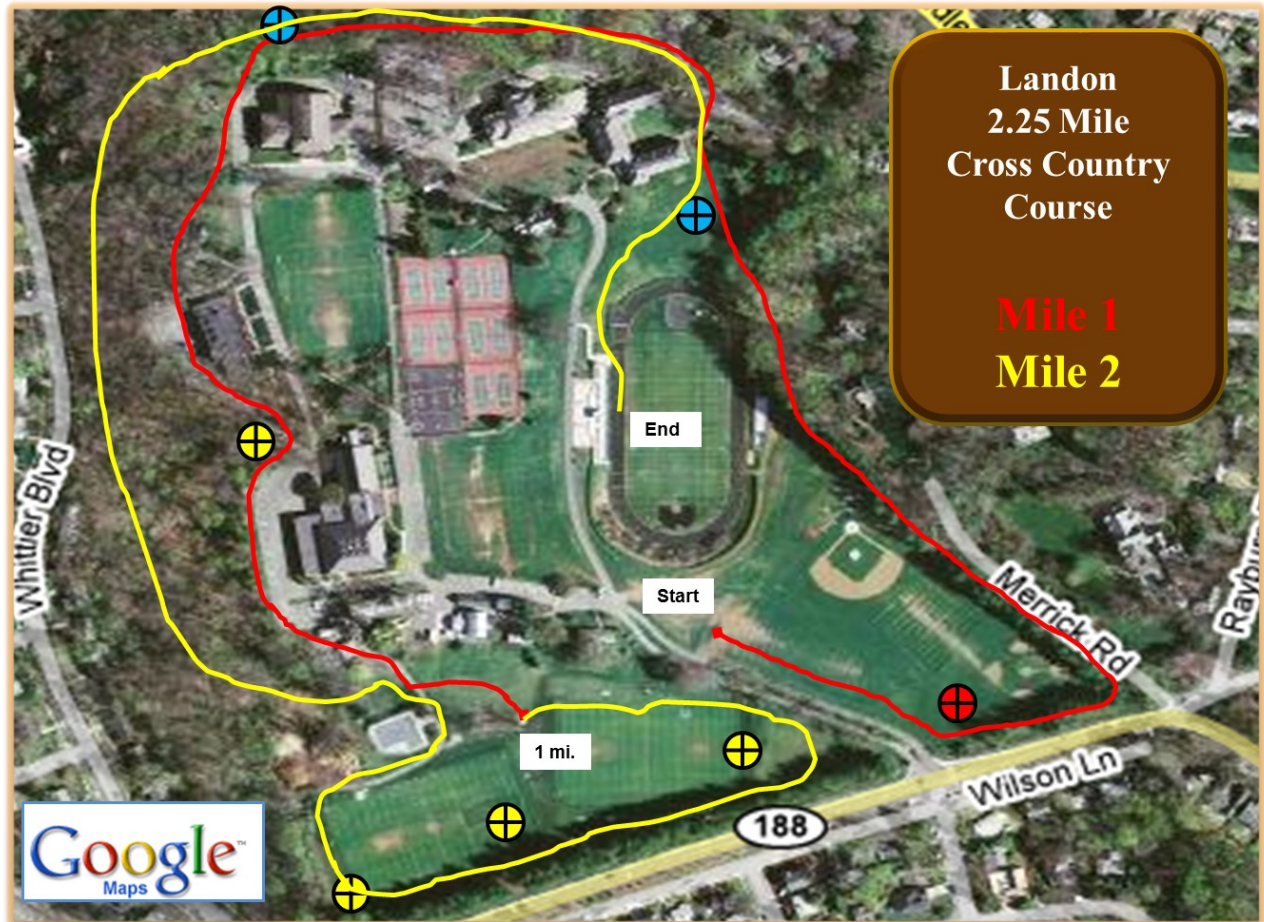 Landon
2.25 Mile
Cross Country
Course
Mile 1
Mile 2
Whittier Blvd
End
Start
Merrick Rd
1 mi.
Wilson Ln
188
Google™
Maps